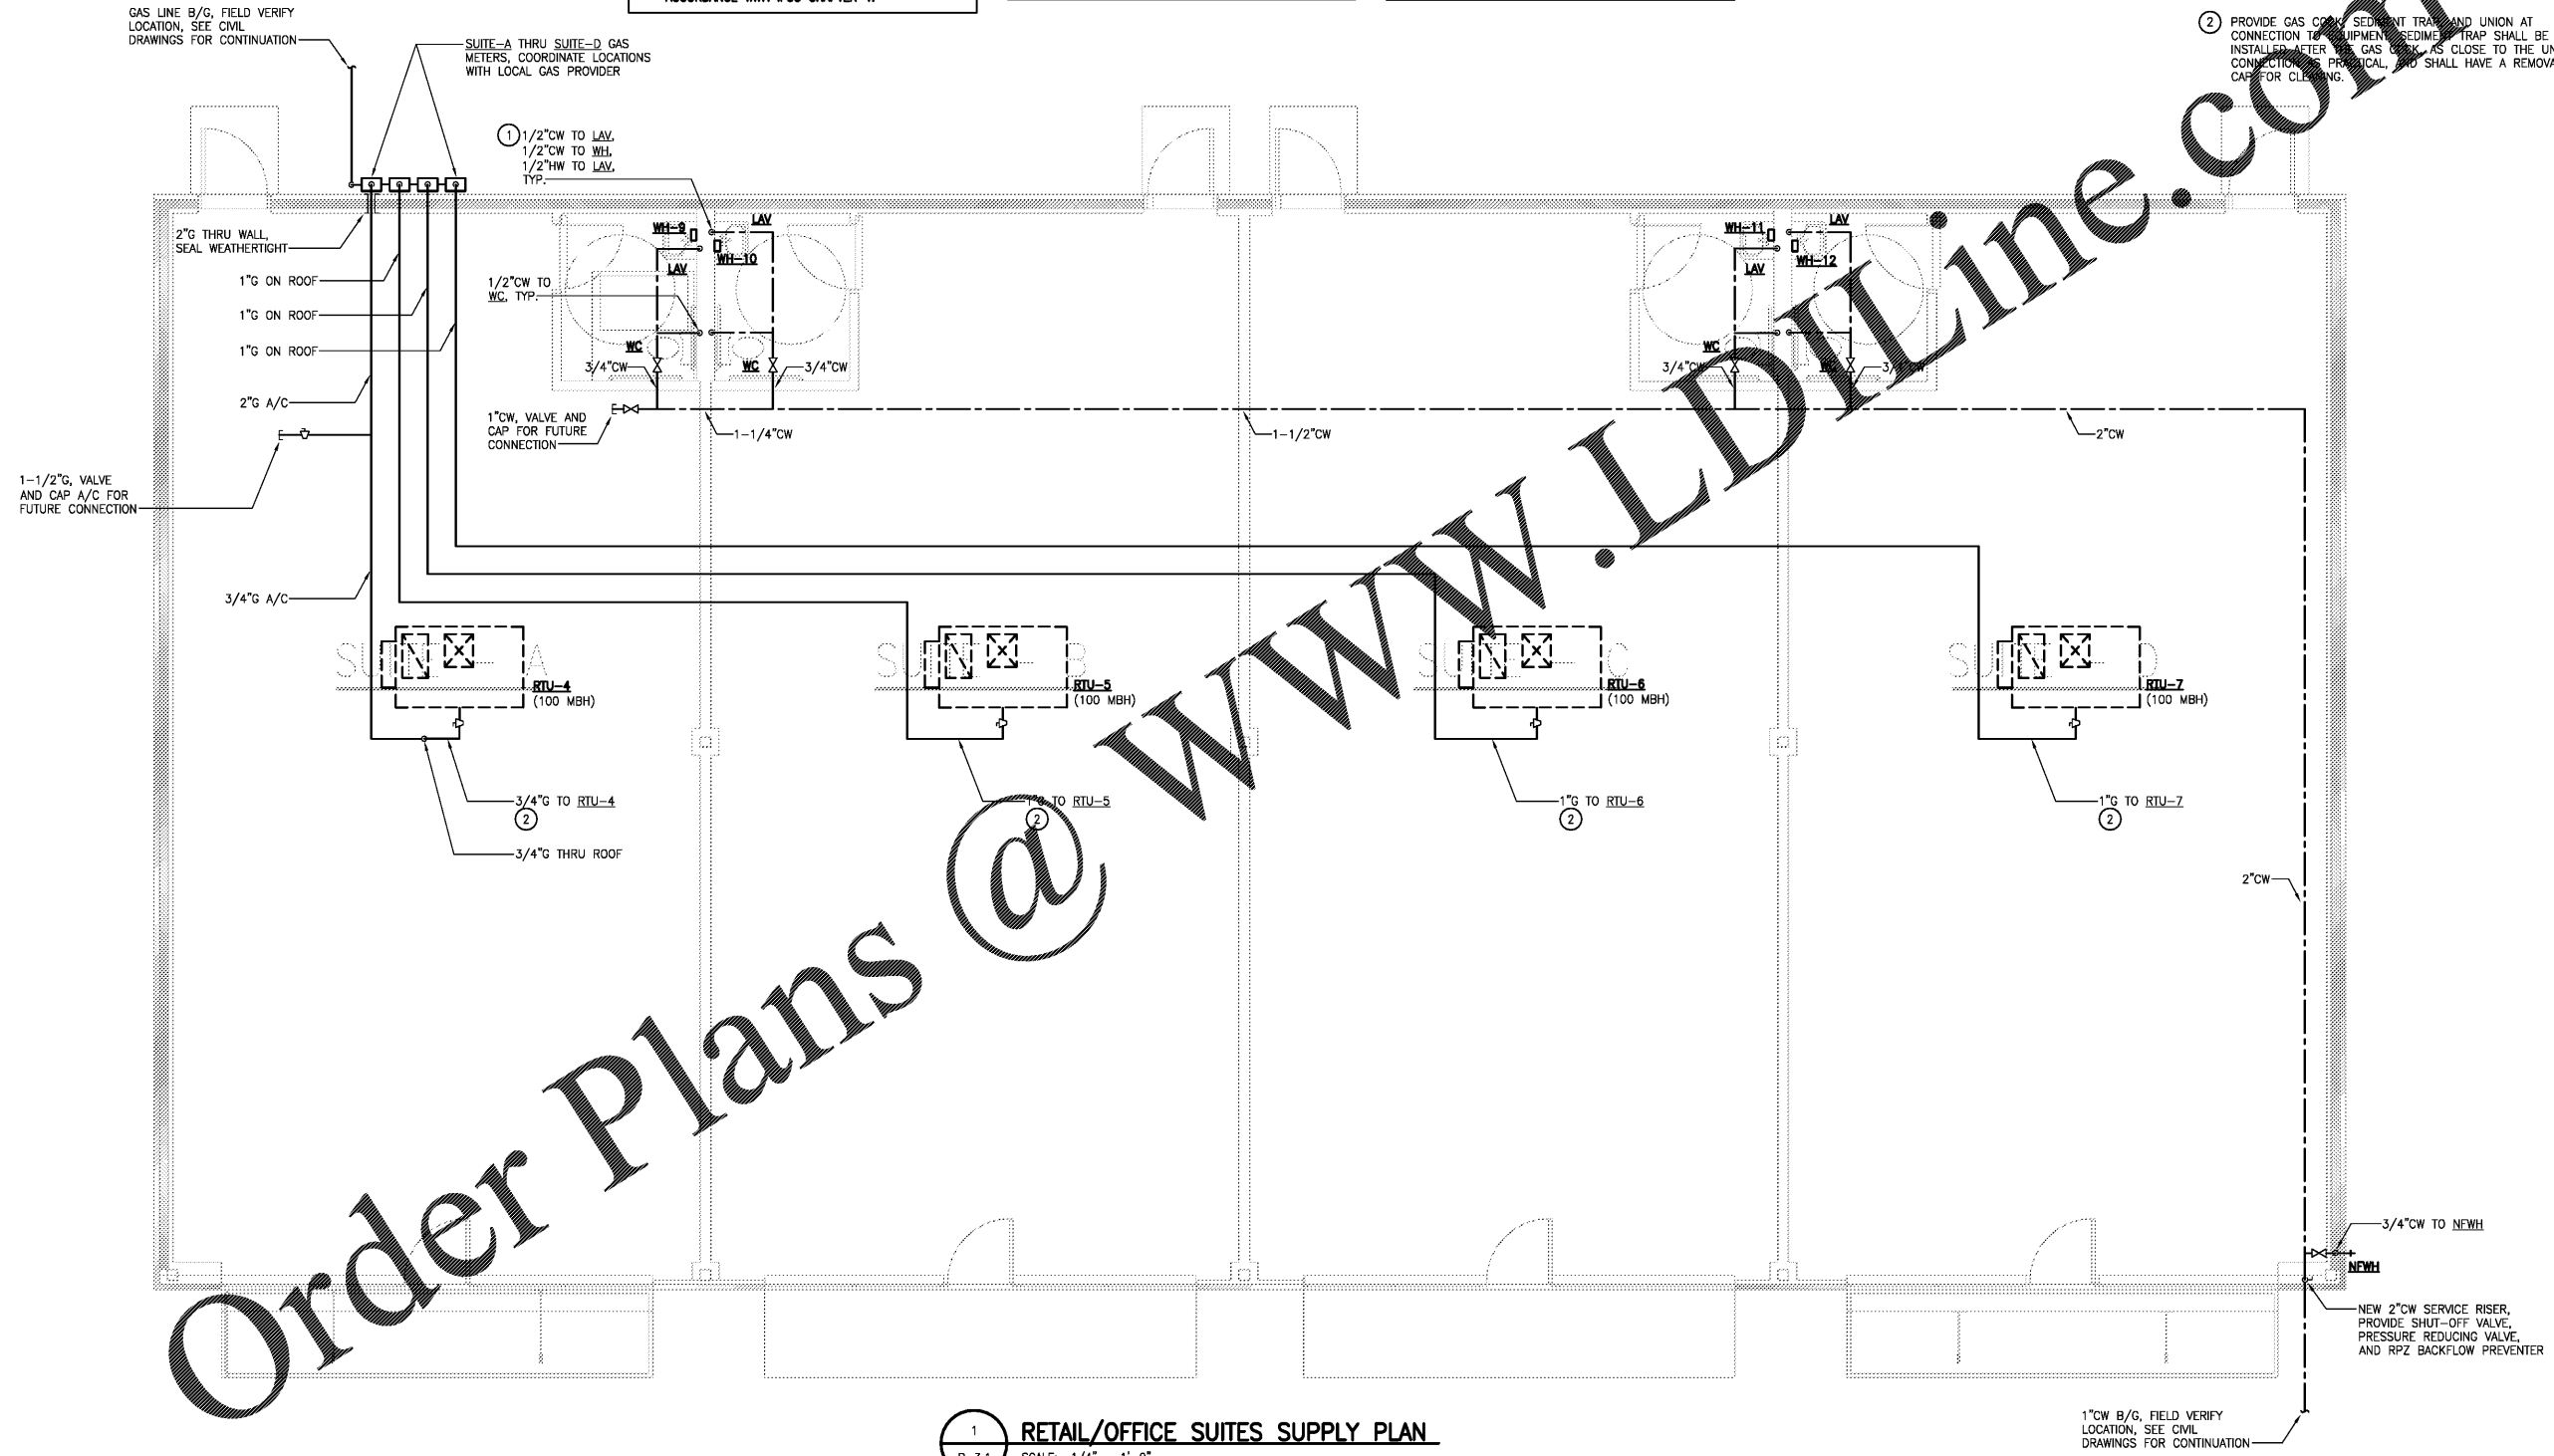 GAS LINE B/G, FIELD VERIFY
LOCATION, SEE CIVIL
DRAWINGS FOR CONTINUATION
SUITE-A THRU SUITE-D GAS
METERS, COORDINATE LOCATIONS
WITH LOCAL GAS PROVIDER
2 PROVIDE GAS COCK, SEDIMENT TRAP, AND UNION AT
CONNECTION TO EQUIPMENT. SEDIMENT TRAP SHALL BE
INSTALLED AFTER THE GAS COCK, AS CLOSE TO THE
CONNECTION AS PRACTICAL, AND SHALL HAVE A
CAP FOR CLEANING.
1 1/2"CW TO LAV,
1/2"CW TO WH,
1/2"HW TO LAV,
TYP.
2"G THRU WALL,
SEAL WEATHERTIGHT
1"G ON ROOF
1"G ON ROOF
1"G ON ROOF
2"G A/C
1-1/2"G, VALVE
AND CAP A/C FOR
FUTURE CONNECTION
3/4"G A/C
WH-9
LAV
WH-10
LAV
1/2"CW TO
WC, TYP.
WC
WC
3/4"CW
3/4"CW
1"CW, VALVE AND
CAP FOR FUTURE
CONNECTION
1-1/4"CW
1-1/2"CW
WH-11
LAV
WH-12
LAV
WC
WC
3/4"CW
3/4"CW
2"CW
SUITE A
RTU-4
(100 MBH)
SUITE B
RTU-5
(100 MBH)
SUITE C
RTU-6
(100 MBH)
SUITE D
RTU-7
(100 MBH)
3/4"G TO RTU-4
2
3/4"G THRU ROOF
1"G TO RTU-5
2
1"G TO RTU-6
2
1"G TO RTU-7
2
2"CW
3/4"CW TO NFWH
NFWH
NEW 2"CW SERVICE RISER,
PROVIDE SHUT-OFF VALVE,
PRESSURE REDUCING VALVE,
AND RPZ BACKFLOW PREVENTER
1"CW B/G, FIELD VERIFY
LOCATION, SEE CIVIL
DRAWINGS FOR CONTINUATION
1 RETAIL/OFFICE SUITES SUPPLY PLAN
Order Plans @ www.LDILine.com